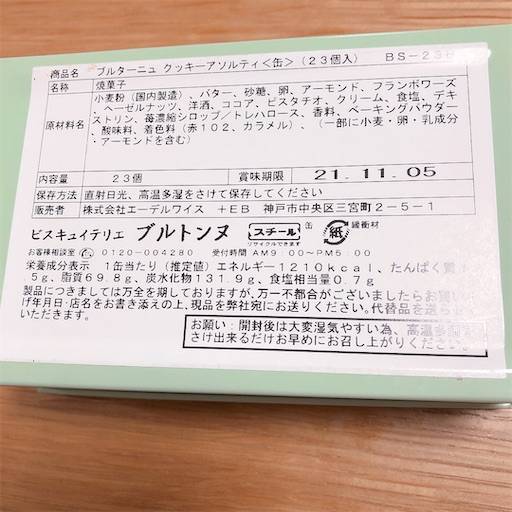 商品名 ブルターニュ クッキーアソルティ<缶>(23個入) BS-23
名称 焼菓子
原材料名 小麦粉(国内製造)、バター、砂糖、卵、アーモンド、フランボワーズ
、ヘーゼルナッツ、洋酒、ココア、ピスタチオ、クリーム、食塩、デキ
ストリン、苺濃縮シロップ/トレハロース、香料、ベーキングパウダー
、酸味料、着色料(赤102、カラメル)、(一部に小麦・卵・乳成分
・アーモンドを含む)
内容量 23個 賞味期限 21.11.05
保存方法 直射日光、高温多湿をさけて保存してください
販売者 株式会社エーデルワイス +EB 神戸市中央区三宮町2-5-1
ビスキュイテリエ ブルトンヌ スチール 缶 紙 緩衝材
リサイクルできます
お客様相談室 0120-004280 受付時間 AM9:00~PM5:00
栄養成分表示 1缶当たり(推定値)エネルギー1210kcal、たんぱく質
5g、脂質69.8g、炭水化物131.9g、食塩相当量0.7g
製品につきましては万全を期しておりますが、万一不都合がございましたらお買い
げ年月日・店名をお書き添えの上、現品を弊社宛にお送りください。代替品を送ら
いただきます。
お願い:開封後は大変湿気やすい為、高温多湿
さけ出来るだけお早めにお召し上がりください。